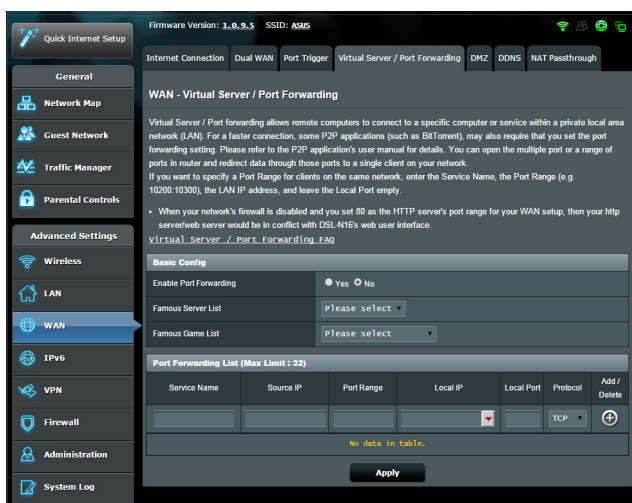 Firmware Version: 1.0.9.5 SSID: ASUS
Quick Internet Setup
General
Network Map
Guest Network
Traffic Manager
Parental Controls
Advanced Settings
Wireless
LAN
WAN
IPv6
VPN
Firewall
Administration
System Log
Internet Connection
Dual WAN
Port Trigger
Virtual Server / Port Forwarding
DMZ
DDNS
NAT Passthrough
WAN - Virtual Server / Port Forwarding
Virtual Server / Port forwarding allows remote computers to connect to a specific computer or service within a private local area
network (LAN). For a faster connection, some P2P applications (such as BitTorrent), may also require that you set the port
forwarding setting. Please refer to the P2P application's user manual for details. You can open the multiple port or a range of
ports in router and redirect data through those ports to a single client on your network.
If you want to specify a Port Range for clients on the same network, enter the Service Name, the Port Range (e.g.
10200:10300), the LAN IP address, and leave the Local Port empty.
• When your network's firewall is disabled and you set 80 as the HTTP server's port range for your WAN setup, then your http
server/web server would be in conflict with DSL-N16's web user interface.
Virtual Server / Port Forwarding FAQ
Basic Config
Enable Port Forwarding Yes No
Famous Server List Please select
Famous Game List Please select
Port Forwarding List (Max Limit : 32)
Service Name Source IP Port Range Local IP Local Port Protocol Add / Delete
TCP
No data in table.
Apply